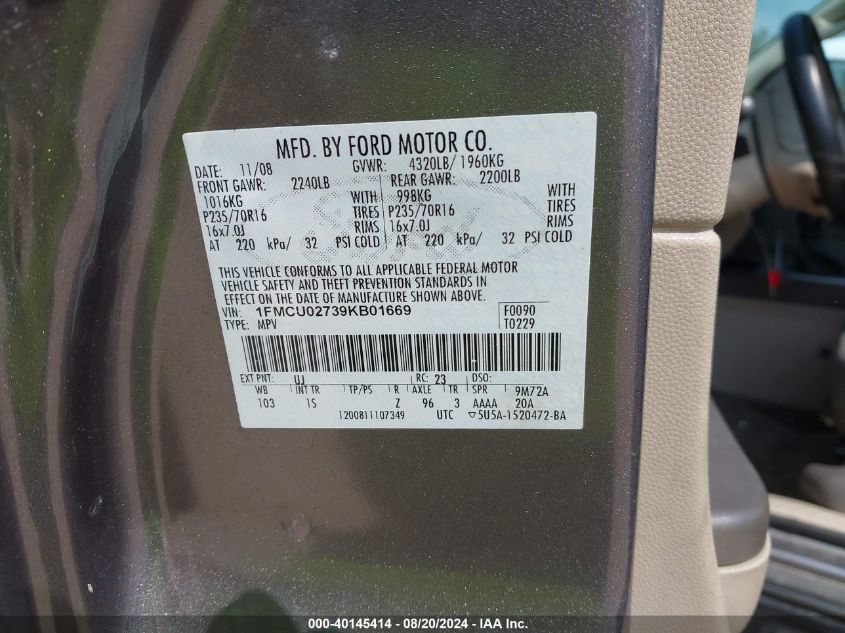 MFD. BY FORD MOTOR CO.
DATE: 11/08 GVWR: 4320LB/ 1960KG
FRONT GAWR: 2240LB REAR GAWR: 2200LB
1016KG WITH 998KG WITH
P235/70R16 TIRES P235/70R16 TIRES
16x7.0J RIMS 16x7.0J RIMS
AT 220 kPa/ 32 PSI COLD AT 220 kPa/ 32 PSI COLD
THIS VEHICLE CONFORMS TO ALL APPLICABLE FEDERAL MOTOR
VEHICLE SAFETY AND THEFT PREVENTION STANDARDS IN
EFFECT ON THE DATE OF MANUFACTURE SHOWN ABOVE.
VIN: 1FMCU02739KB01669 F0090
TYPE: MPV T0229
EXT PNT: UJ RC: 23 DSO:
WB INT TR TP/PS R AXLE TR SPR 9M72A
103 1S Z 96 3 AAAA 20A
1200811107349 UTC ▽5U5A-1520472-BA
000-40145414 | 08/20/2024 | IAAI Holdings, LLC.